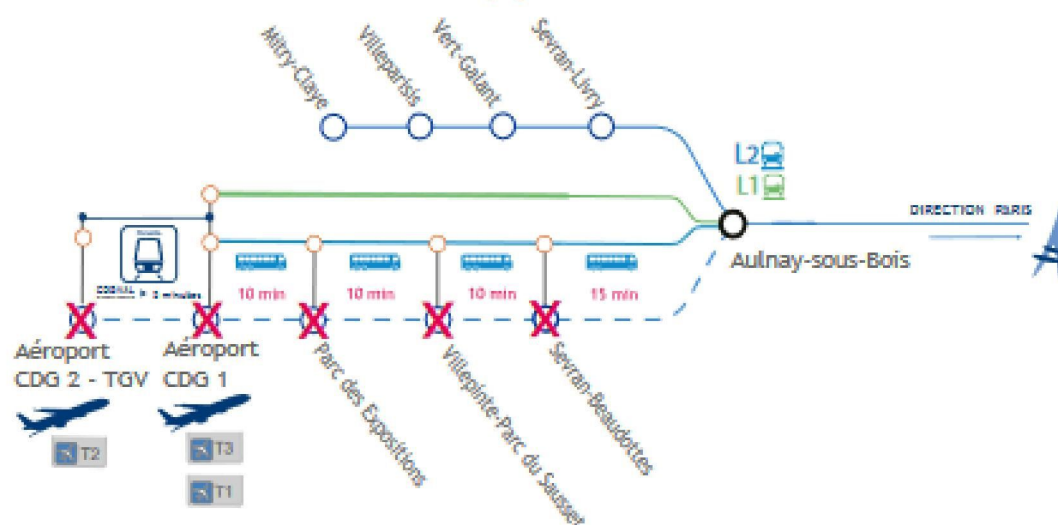 Mitry-Claye
Villeparisis
Vert-Galant
Sevran-Livry
L2
L1
DIRECTION PARIS
Aulnay-sous-Bois
10 min
10 min
10 min
15 min
Aéroport
CDG 2 - TGV
Aéroport
CDG 1
Parc des Expositions
Villepinte-Parc du Sausset
Sevran-Beaudottes
T2
T3
T1